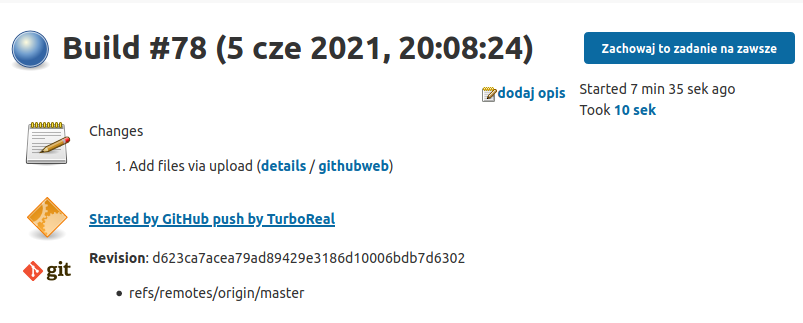 Build #78 (5 cze 2021, 20:08:24)
Zachowaj to zadanie na zawsze
dodaj opis
Started 7 min 35 sek ago
Took 10 sek
Changes
1. Add files via upload (details / githubweb)
Started by GitHub push by TurboReal
git
Revision: d623ca7acea79ad89429e3186d10006bdb7d6302
• refs/remotes/origin/master